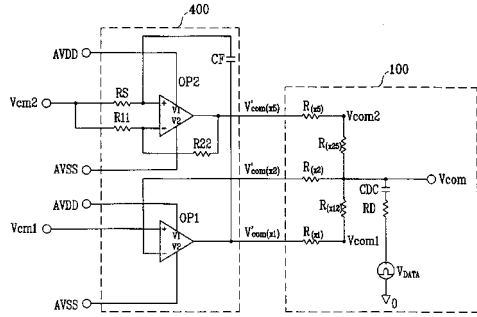 400
100
AVDD
CF
OP2
RS
V1
Vcm2
R11
V2
R22
AVSS
AVDD
OP1
V1
Vcm1
V2
AVSS
V'com(x5)
R(x5)
Vcom2
R(x25)
V'com(x2)
R(x2)
Vcom
CDC
RD
R(x12)
V'com(x1)
R(x1)
Vcom1
VDATA
0
+
-
+
-